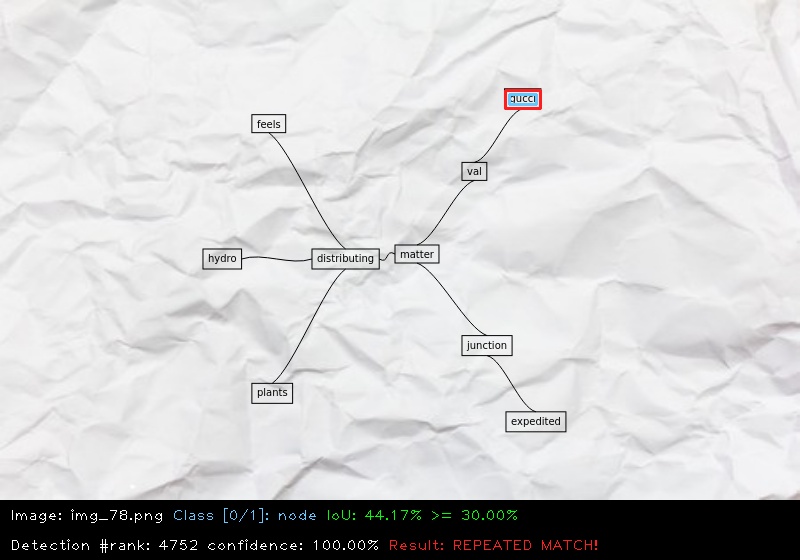 gucci
feels
val
hydro
distributing
matter
junction
plants
expedited
Image: img_78.png Class [0/1]: node IoU: 44.17% >= 30.00%
Detection #rank: 4752 confidence: 100.00% Result: REPEATED MATCH!